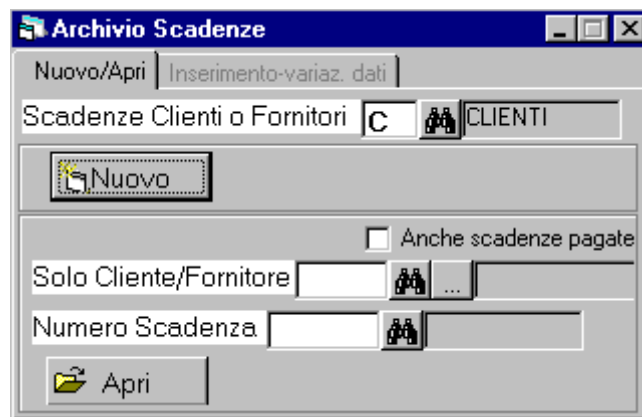 Archivio Scadenze
Nuovo/Apri Inserimento-variaz. dati
Scadenze Clienti o Fornitori C CLIENTI
Nuovo
Anche scadenze pagate
Solo Cliente/Fornitore ...
Numero Scadenza
Apri